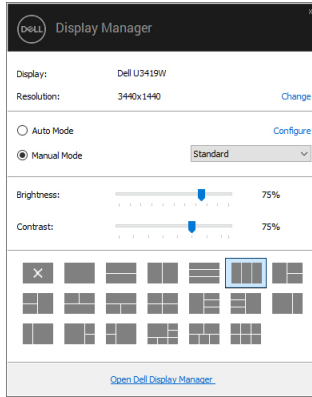 DELL Display Manager
Display: Dell U3419W
Resolution: 3440x1440 Change
Auto Mode Configure
Manual Mode Standard
Brightness: 75%
Contrast: 75%
Open Dell Display Manager